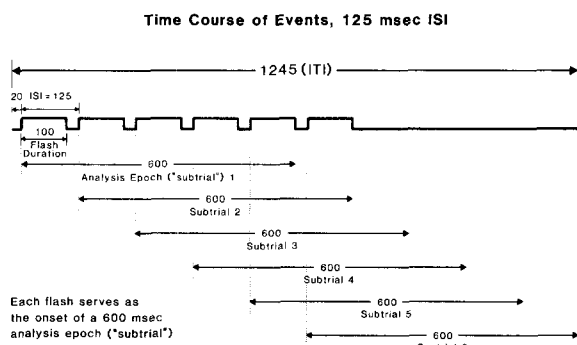 Time Course of Events, 125 msec ISI
1245 (ITI)
20 ISI = 125
100
Flash
Duration
600
Analysis Epoch ("subtrial") 1
600
Subtrial 2
600
Subtrial 3
600
Subtrial 4
600
Subtrial 5
600
Each flash serves as
the onset of a 600 msec
analysis epoch ("subtrial")